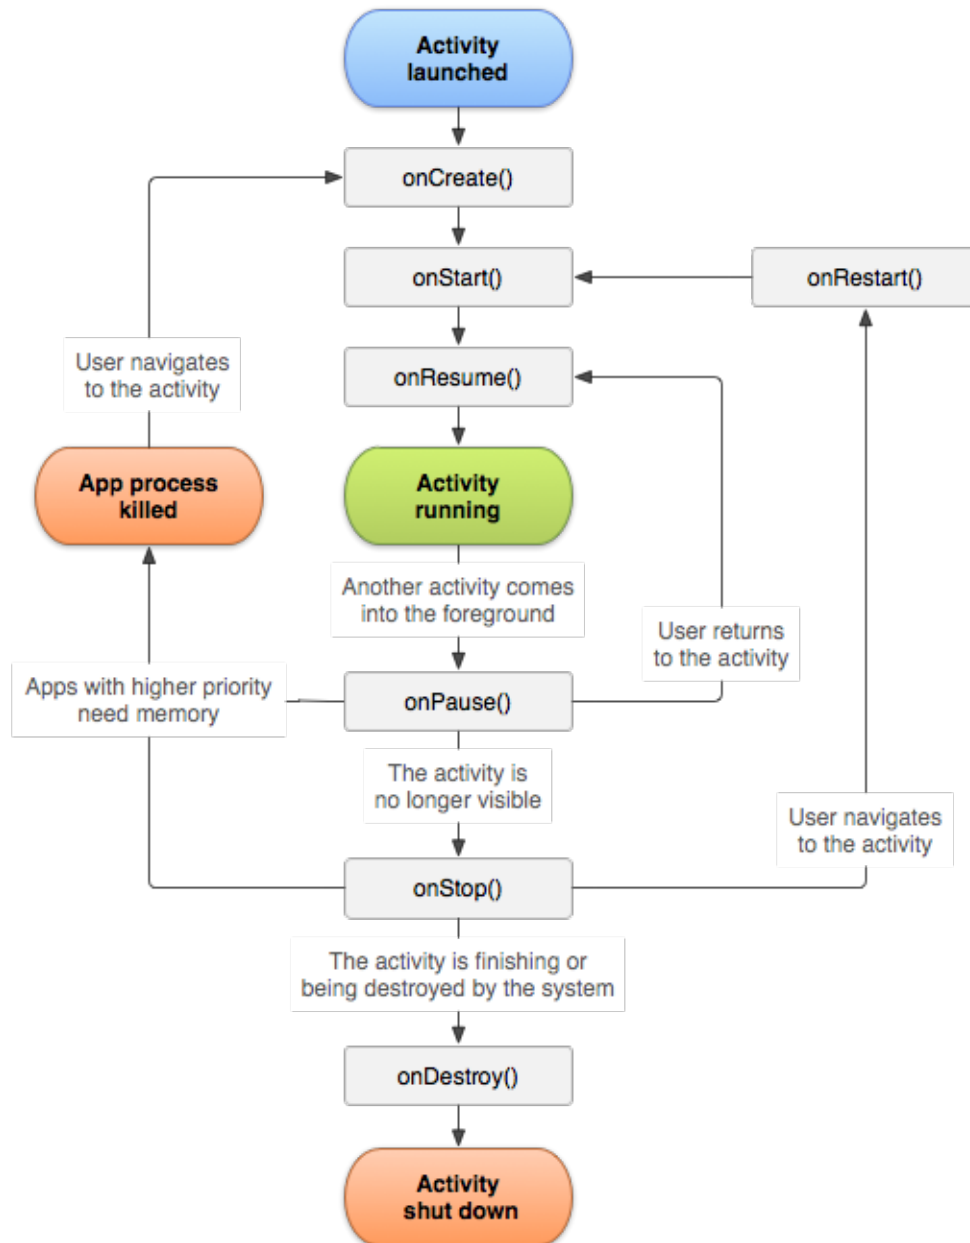 Activity
launched
onCreate()
onStart()
onRestart()
User navigates
to the activity
onResume()
App process
killed
Activity
running
Another activity comes
into the foreground
User returns
to the activity
Apps with higher priority
need memory
onPause()
The activity is
no longer visible
User navigates
to the activity
onStop()
The activity is finishing or
being destroyed by the system
onDestroy()
Activity
shut down